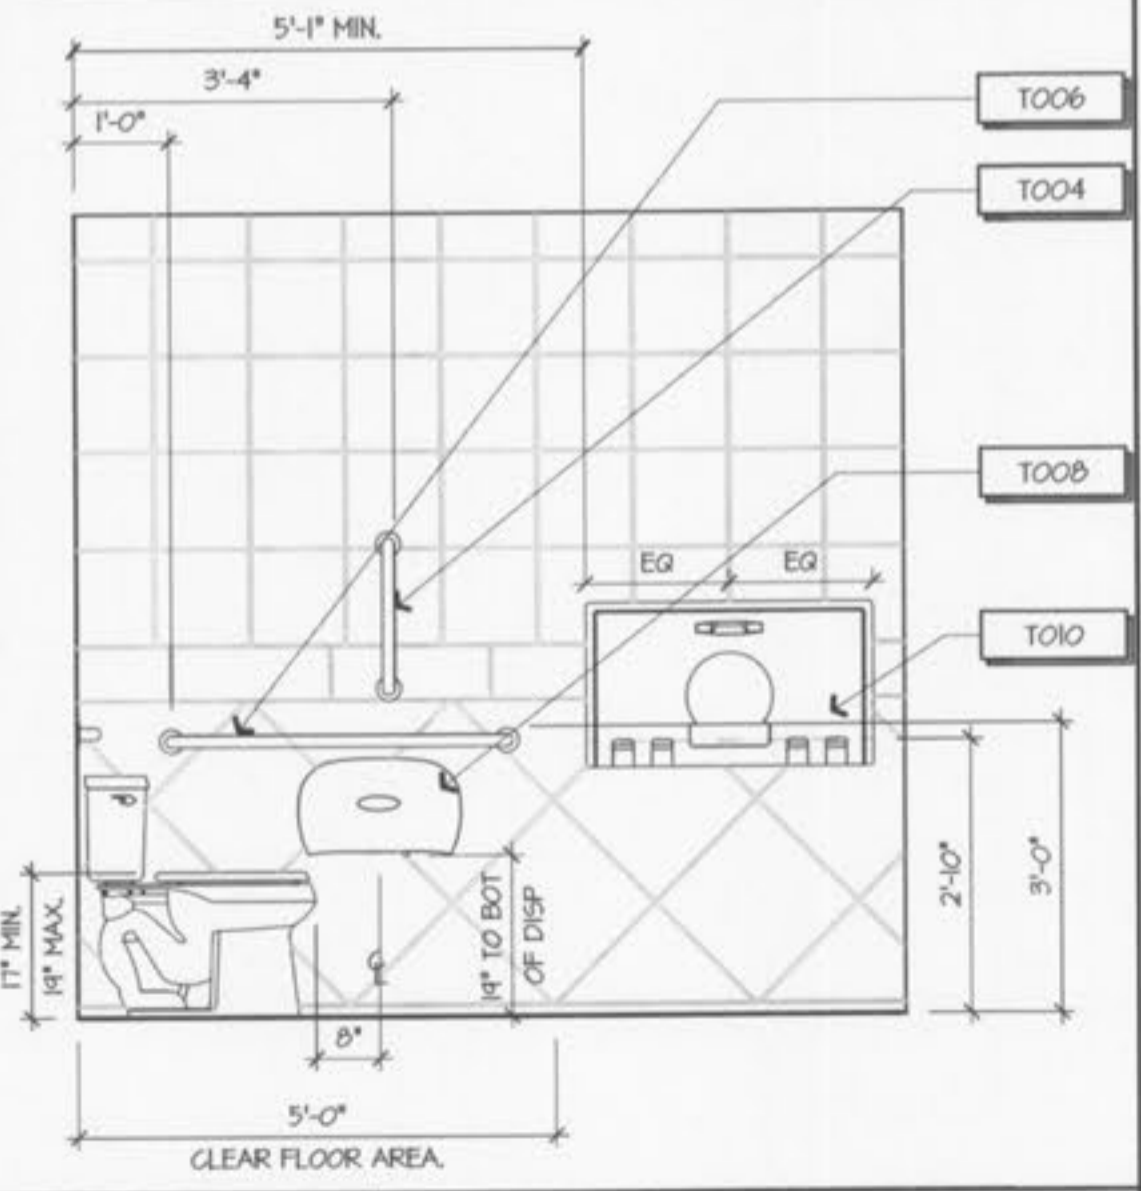 5'-1" MIN.
3'-4"
1'-0"
T006
T004
T008
EQ EQ
T010
17" MIN.
19" MAX.
19" TO BOT
OF DISP
2'-10"
3'-0"
℄
8"
5'-0"
CLEAR FLOOR AREA.